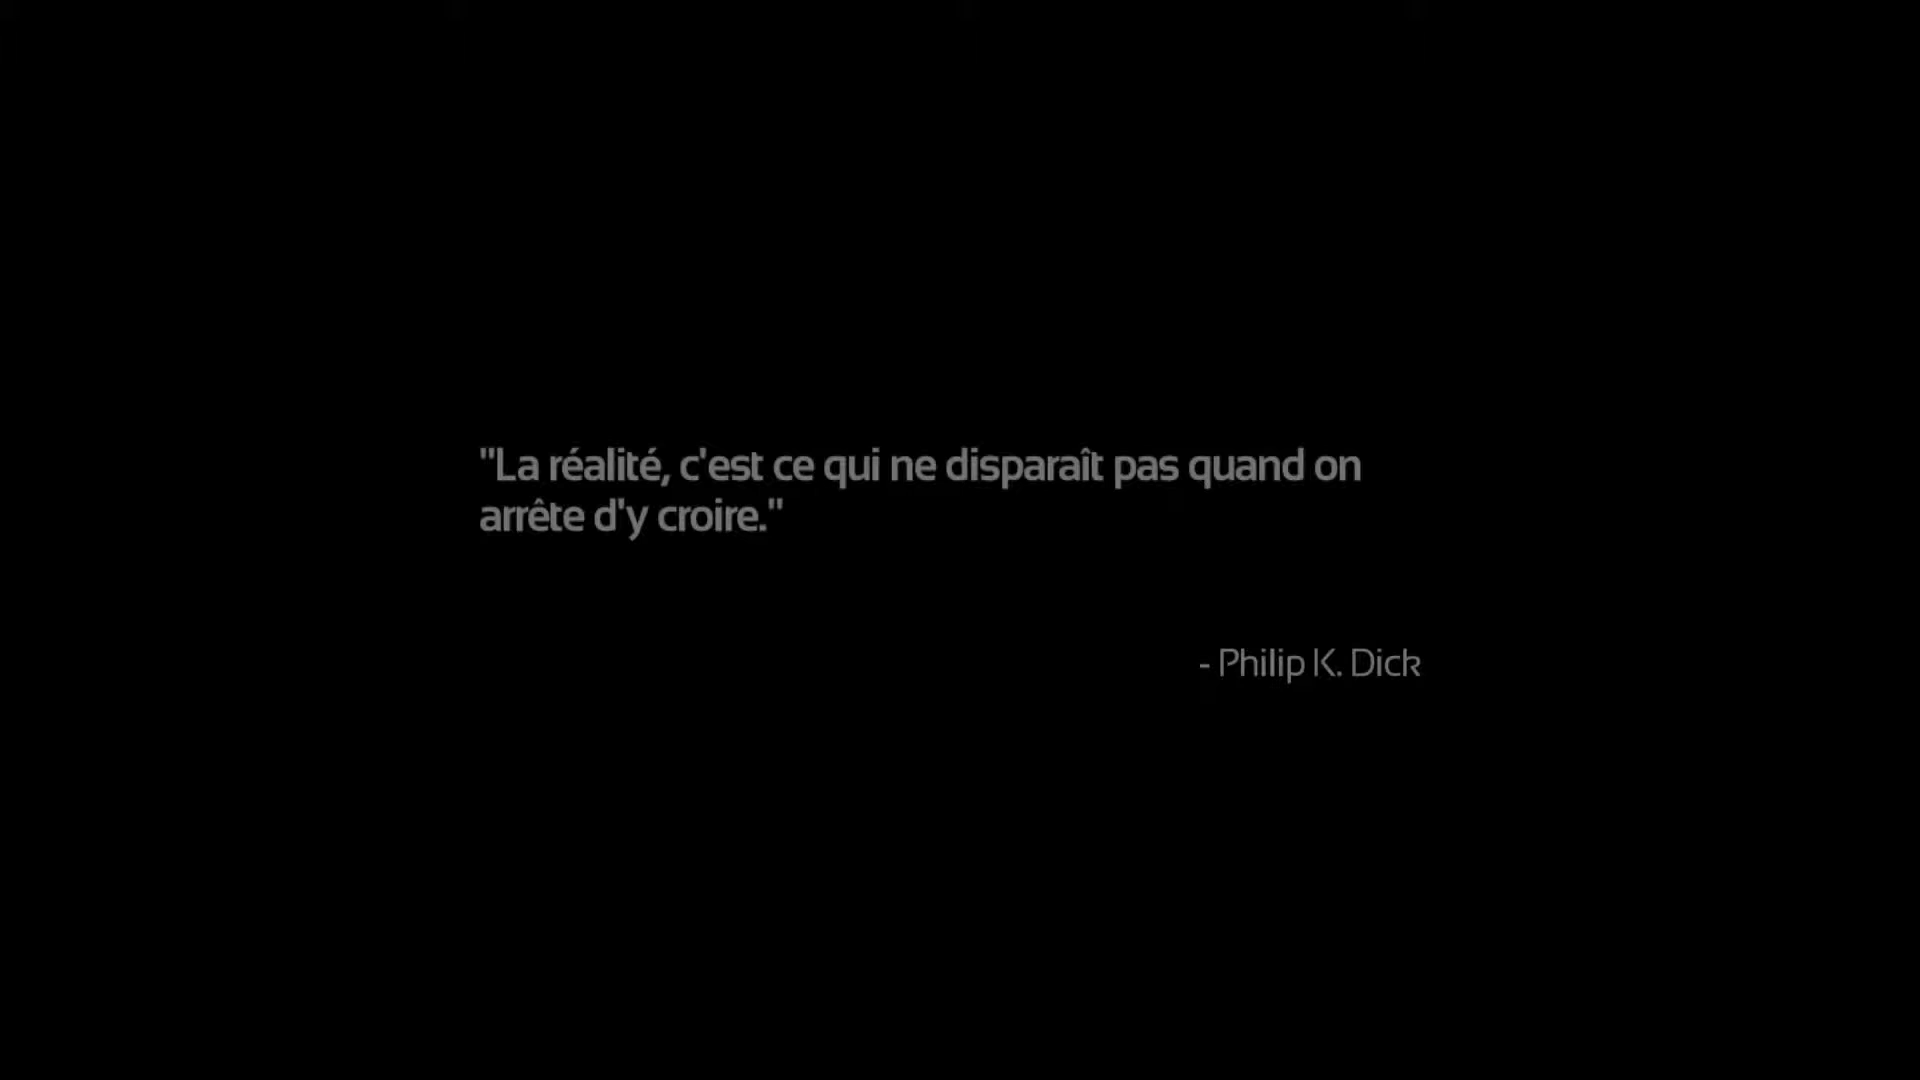 "La réalité, c'est ce qui ne disparaît pas quand on
arrête d'y croire."
- Philip K. Dick